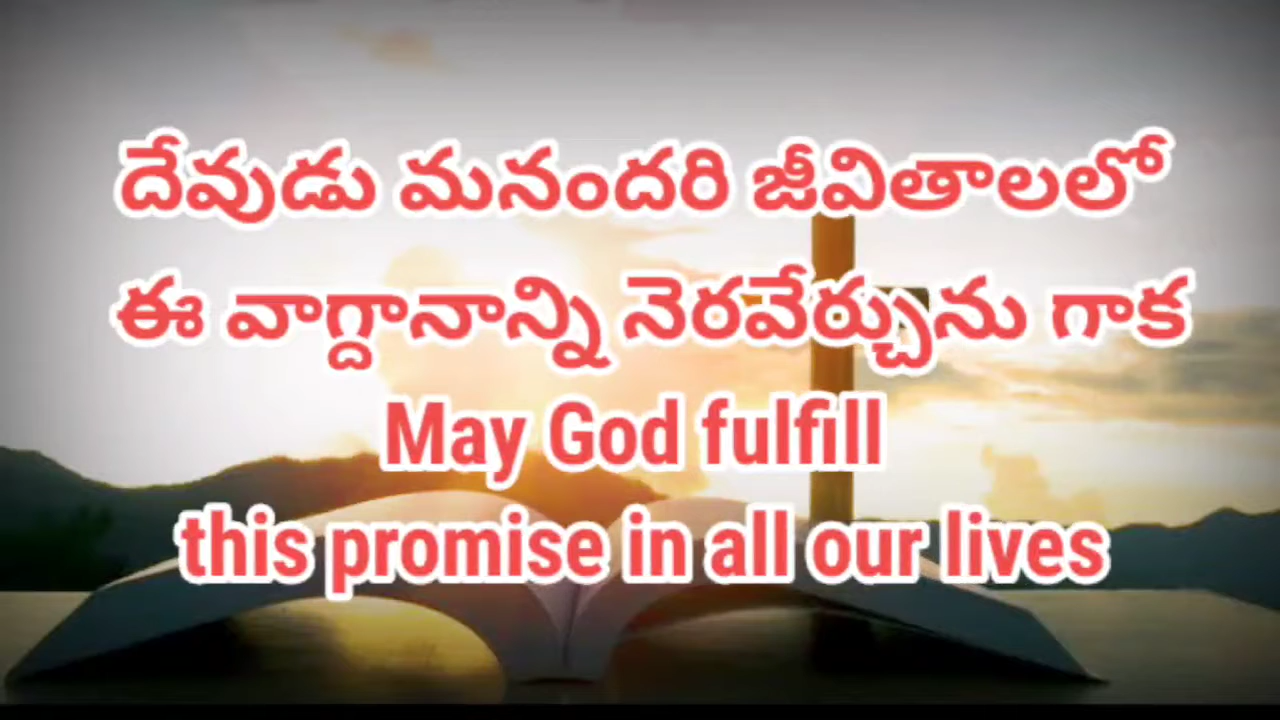 దేవుడు మనందరి జీవితాలలో
ఈ వాగ్దానాన్ని నెరవేర్చును గాక
May God fulfill
this promise in all our lives